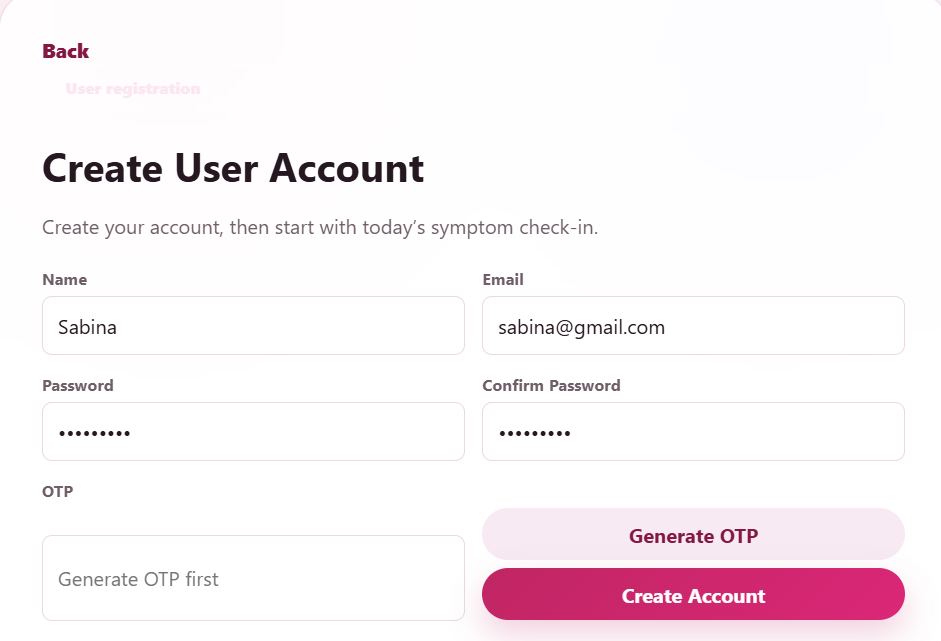 Back
User registration
Create User Account
Create your account, then start with today’s symptom check-in.
Name
Email
Sabina
sabina@gmail.com
Password
Confirm Password
•••••••••
•••••••••
OTP
Generate OTP
Generate OTP first
Create Account